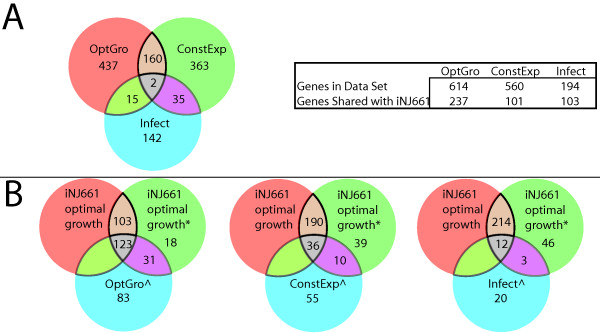 A
OptGro
437
160
ConstExp
363
2
15
35
Infect
142
OptGro ConstExp Infect
Genes in Data Set 614 560 194
Genes Shared with iNJ661 237 101 103
B
iNJ661
optimal
growth
103
iNJ661
optimal
growth*
18
123
31
OptGro^
83
iNJ661
optimal
growth
190
iNJ661
optimal
growth*
39
36
10
ConstExp^
55
iNJ661
optimal
growth
214
iNJ661
optimal
growth*
46
12
3
Infect^
20